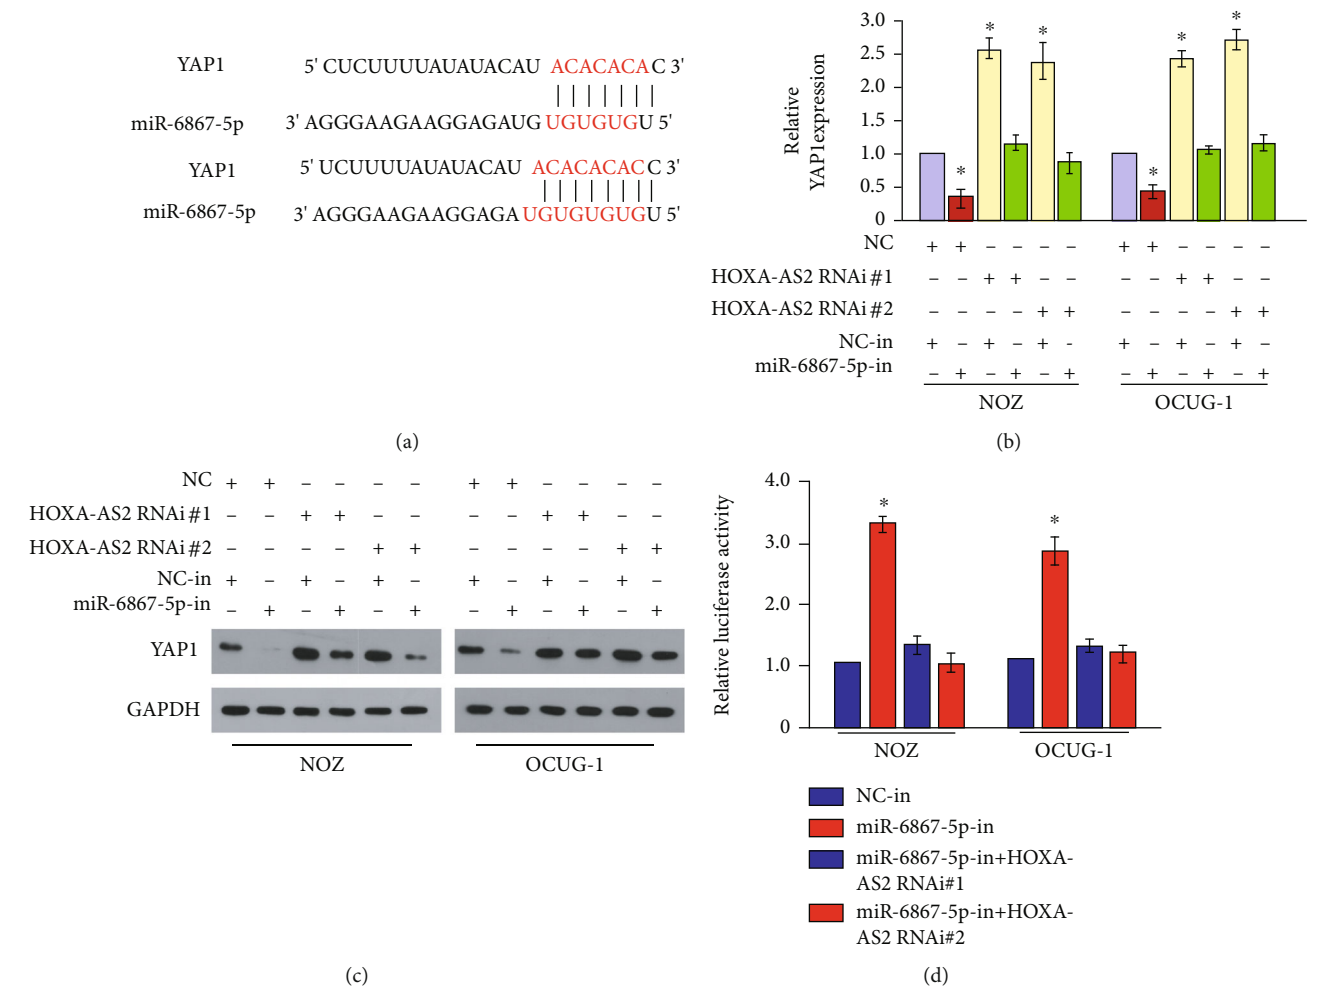 YAP1 5' CUCUUUUAUAUACAU ACACACAC 3'
miR-6867-5p 3' AGGGAAGAAGGAGAUG UGUGUGU 5'
YAP1 5' UCUUUUAUAUACAU ACACACACC 3'
miR-6867-5p 3' AGGGAAGAAGGAGA UGUGUGUGU 5'
(a)
Relative
YAP1expression
3.0
2.5
2.0
1.5
1.0
0.5
0
* * * * * *
NC + + – – – – + + – – – –
HOXA-AS2 RNAi #1 – – + + – – – – + + – –
HOXA-AS2 RNAi #2 – – – – + + – – – – + +
NC-in + – + – + - + – + – + –
miR-6867-5p-in – + – + – + – + – + – +
NOZ OCUG-1
(b)
NC + + – – – – + + – – – –
HOXA-AS2 RNAi #1 – – + + – – – – + + – –
HOXA-AS2 RNAi #2 – – – – + + – – – – + +
NC-in + – + – + – + – + – + –
miR-6867-5p-in – + – + – + – + – + – +
YAP1
GAPDH
NOZ OCUG-1
(c)
Relative luciferase activity
4.0
3.0
2.0
1.0
0
* *
NOZ OCUG-1
NC-in
miR-6867-5p-in
miR-6867-5p-in+HOXA-
AS2 RNAi#1
miR-6867-5p-in+HOXA-
AS2 RNAi#2
(d)